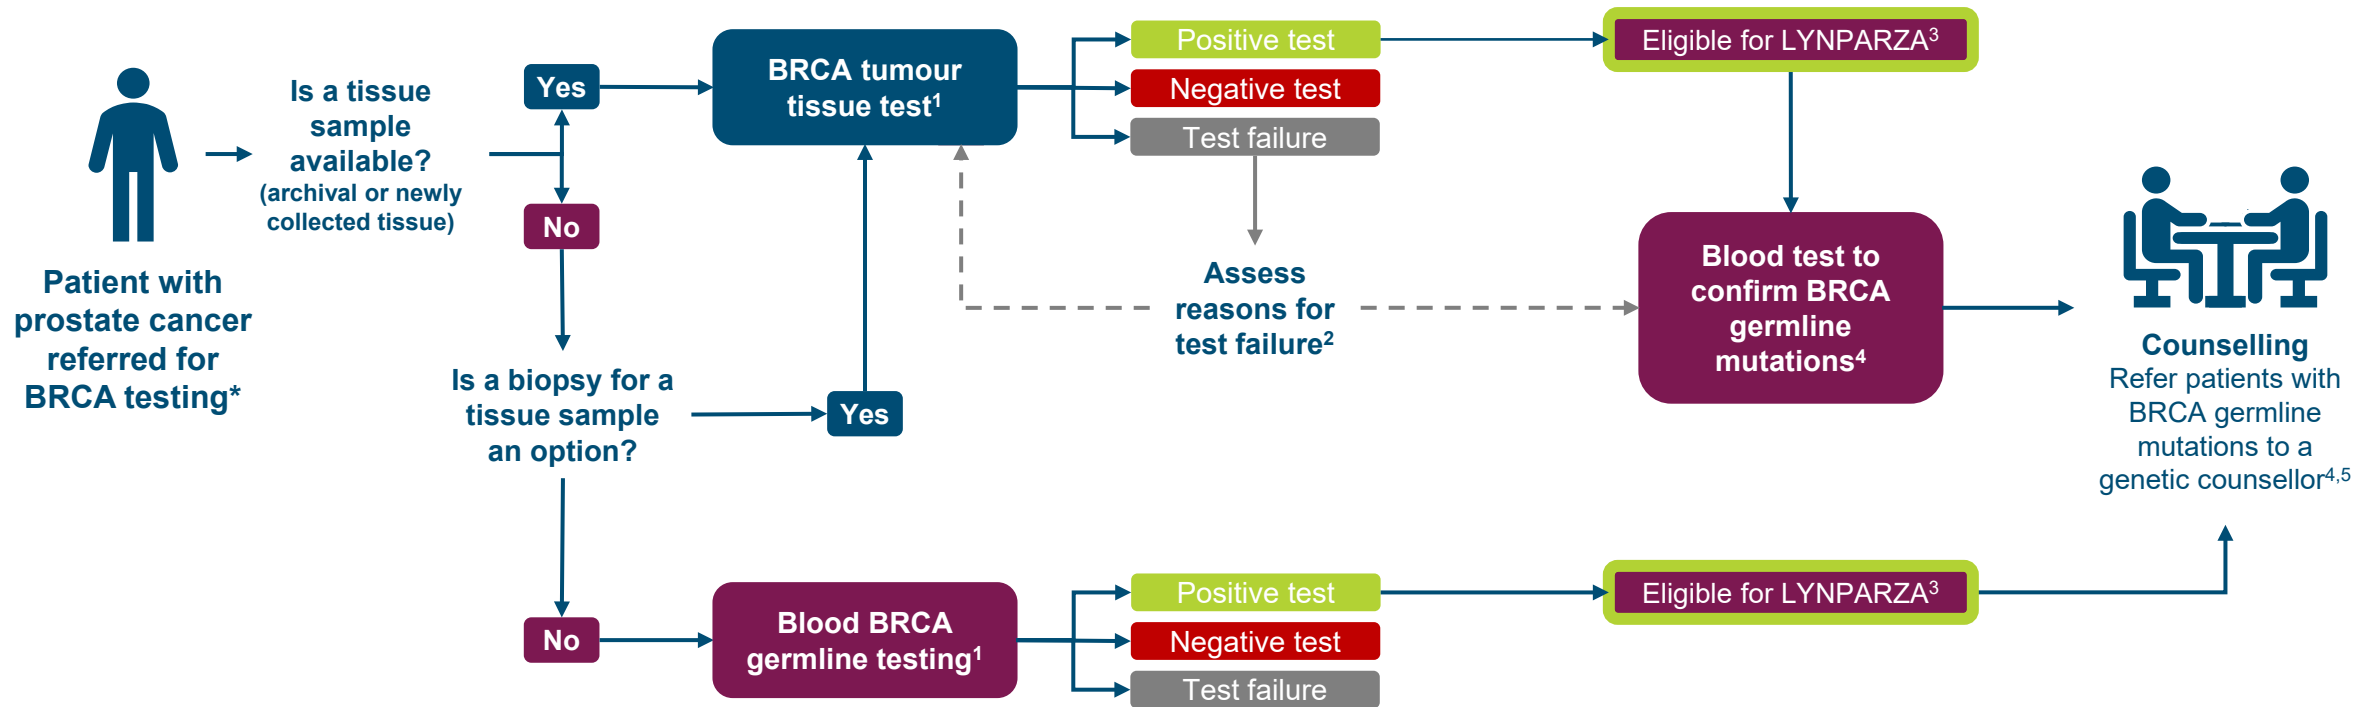 Patient with
prostate cancer
referred for
BRCA testing*
Is a tissue
sample
available?
(archival or newly
collected tissue)
Yes
No
BRCA tumour
tissue test1
Positive test
Negative test
Test failure
Eligible for LYNPARZA3
Assess
reasons for
test failure2
Blood test to
confirm BRCA
germline
mutations4
Counselling
Refer patients with
BRCA germline
mutations to a
genetic counsellor4,5
Is a biopsy for a
tissue sample
an option?
Yes
No
Blood BRCA
germline testing1
Positive test
Negative test
Test failure
Eligible for LYNPARZA3